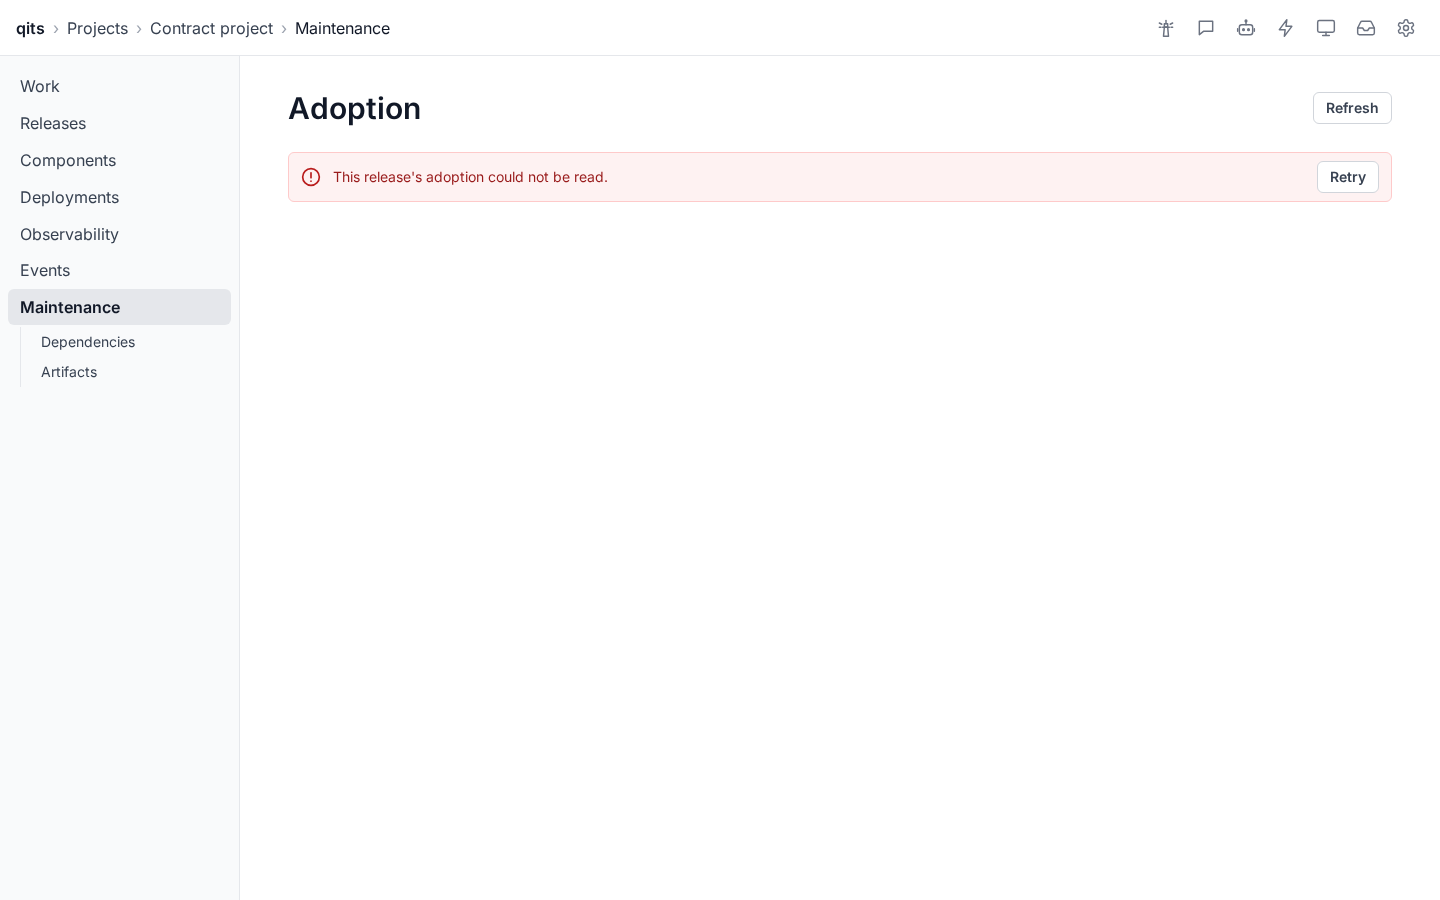 qits › Projects › Contract project › Maintenance
Work
Releases
Components
Deployments
Observability
Events
Maintenance
Dependencies
Artifacts
Adoption
Refresh
This release's adoption could not be read.
Retry